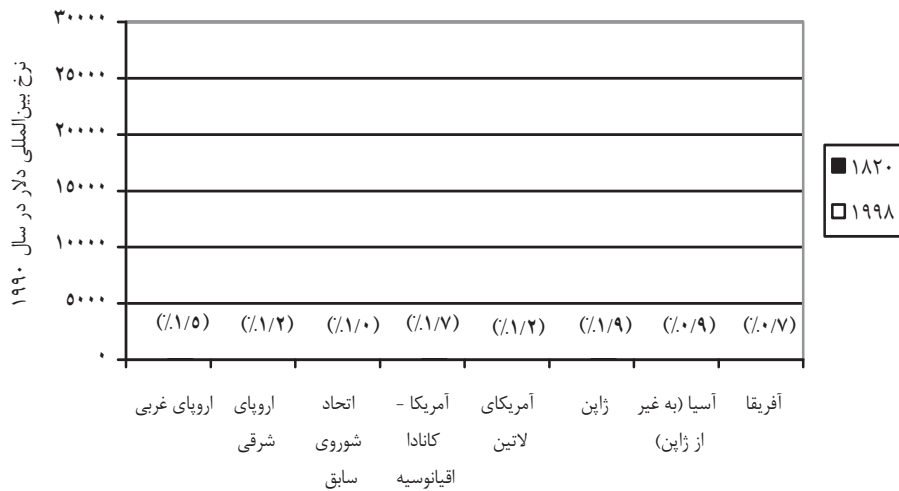 نرخ بین‌المللی دلار در سال ۱۹۹۰
۳۰۰۰۰
۲۵۰۰۰
۲۰۰۰۰
۱۵۰۰۰
۱۰۰۰۰
۵۰۰۰
۰
(٪۱/۵) (٪۱/۲) (٪۱/۰) (٪۱/۷) (٪۱/۲) (٪۱/۹) (٪۰/۹) (٪۰/۷)
اروپای غربی
اروپای
شرقی
اتحاد
شوروی
سابق
آمریکا -
کانادا
اقیانوسیه
آمریکای
لاتین
ژاپن
آسیا (به غیر
از ژاپن)
آفریقا
۱۸۲۰
۱۹۹۸